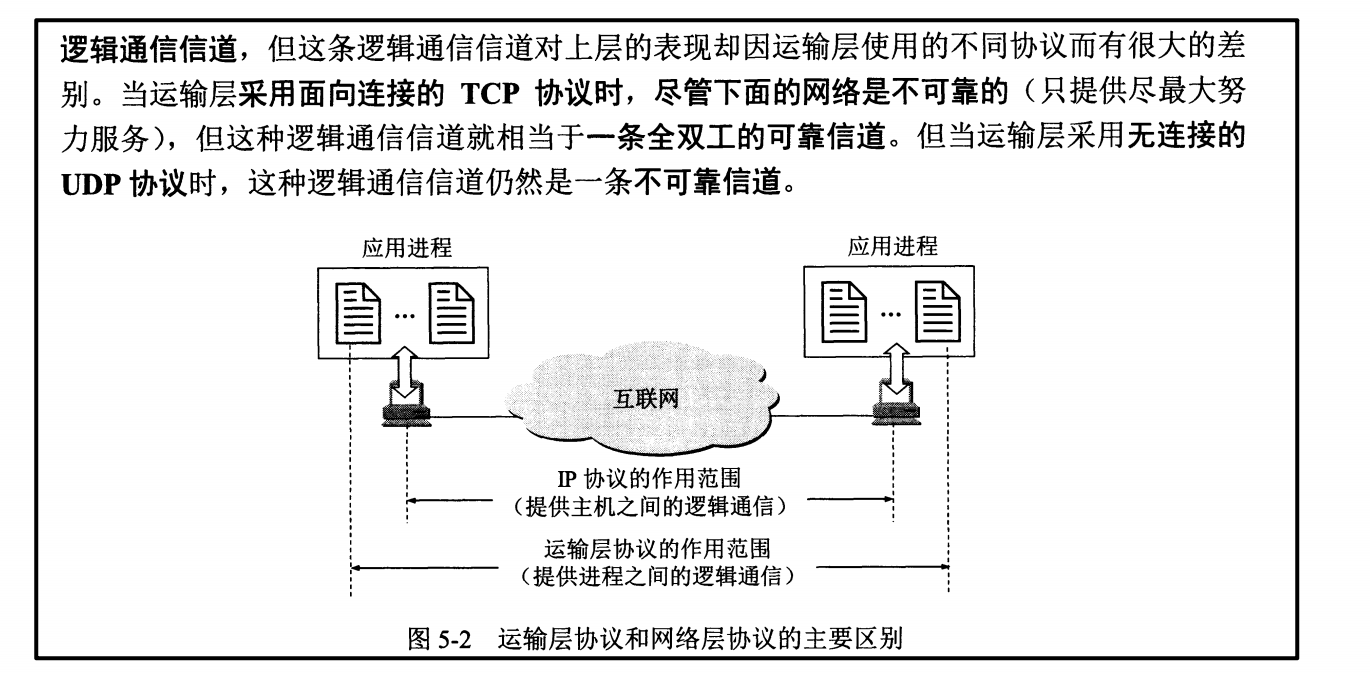 逻辑通信信道，但这条逻辑通信信道对上层的表现却因运输层使用的不同协议而有很大的差
别。当运输层采用面向连接的 TCP 协议时，尽管下面的网络是不可靠的（只提供尽最大努
力服务），但这种逻辑通信信道就相当于一条全双工的可靠信道。但当运输层采用无连接的
UDP 协议时，这种逻辑通信信道仍然是一条不可靠信道。
应用进程
应用进程
...
...
互联网
IP 协议的作用范围
（提供主机之间的逻辑通信）
运输层协议的作用范围
（提供进程之间的逻辑通信）
图 5-2 运输层协议和网络层协议的主要区别